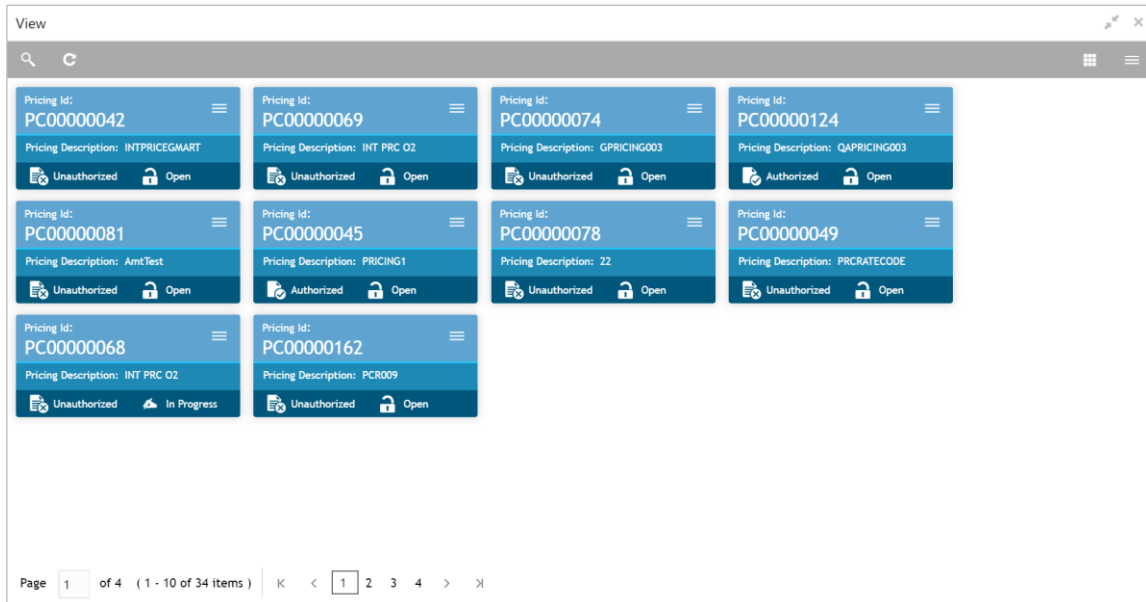 View
Pricing Id: Pricing Id: Pricing Id: Pricing Id:
PC00000042 PC00000069 PC00000074 PC00000124
Pricing Description: INTPRICEGMART Pricing Description: INT PRC O2 Pricing Description: GPRICING003 Pricing Description: QAPRICING003
Unauthorized Open Unauthorized Open Unauthorized Open Authorized Open
Pricing Id: Pricing Id: Pricing Id: Pricing Id:
PC00000081 PC00000045 PC00000078 PC00000049
Pricing Description: AmtTest Pricing Description: PRICING1 Pricing Description: 22 Pricing Description: PRCRATECODE
Unauthorized Open Authorized Open Unauthorized Open Unauthorized Open
Pricing Id: Pricing Id:
PC00000068 PC00000162
Pricing Description: INT PRC O2 Pricing Description: PCR009
Unauthorized In Progress Unauthorized Open
Page 1 of 4 ( 1 - 10 of 34 items ) 1 2 3 4